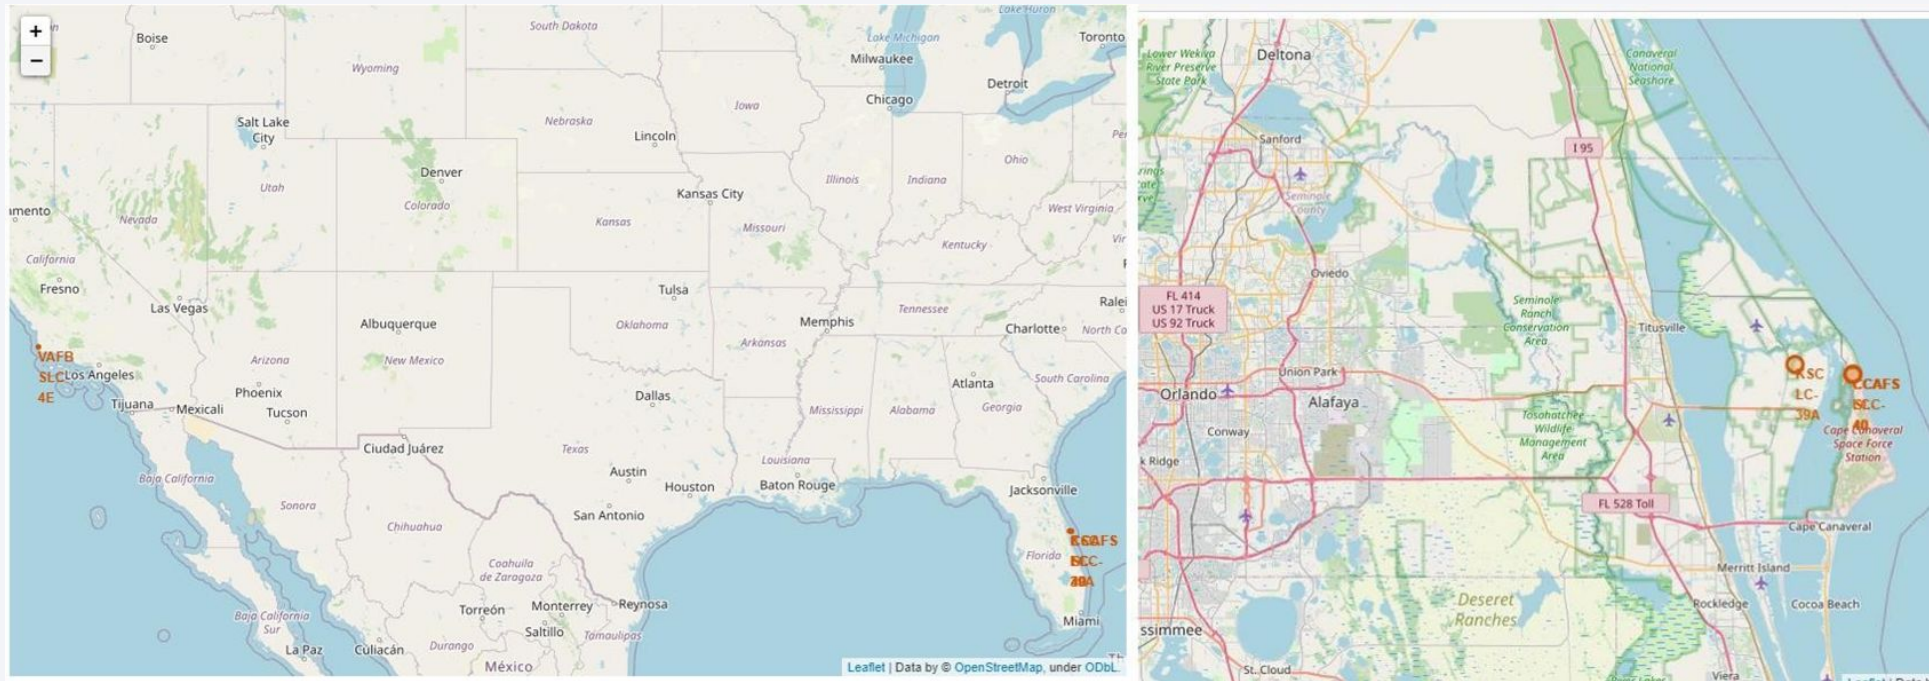 +
−
Boise
South Dakota
Lake Huron
Wyoming
Lake Michigan
Milwaukee
Toronto
Detroit
Chicago
Iowa
Salt Lake
City
Nebraska
Lincoln
Ohio
Denver
Utah
Illinois
Indiana
Kansas City
Colorado
Nevada
Kansas
Missouri
West Virginia
Kentucky
California
Fresno
Las Vegas
Tulsa
Albuquerque
Oklahoma
Memphis
Tennessee
Charlotte
North Ca
Arkansas
VAFB
SLC-
4E
Los Angeles
Arizona
New Mexico
Phoenix
Tucson
Dallas
Atlanta
South Carolina
Tijuana
Mexicali
Mississippi
Alabama
Georgia
Ciudad Juárez
Texas
Louisiana
Austin
Houston
Baton Rouge
Jacksonville
Baja California
Sonora
Chihuahua
San Antonio
Florida
Coahuila
de Zaragoza
Baja California
Sur
Torreón
Monterrey
Reynosa
Saltillo
Tamaulipas
Miami
La Paz
Culiacán
Durango
México
Leaflet | Data by © OpenStreetMap, under ODbL.
Lower Wekiva
River Preserve
State Park
Deltona
Canaveral
National
Seashore
Sanford
I 95
Seminole
County
Oviedo
FL 414
US 17 Truck
US 92 Truck
Seminole
Ranch
Conservation
Area
Titusville
Union Park
Orlando
Alafaya
KSC
LC-
39A
CCAFS
40
Conway
Tosohatchee
Wildlife
Management
Area
Cape Canaveral
Space Force
Station
k Ridge
FL 528 Toll
Cape Canaveral
Merritt Island
Deseret
Ranches
Rockledge
Cocoa Beach
ssimmee
St. Cloud
Viera